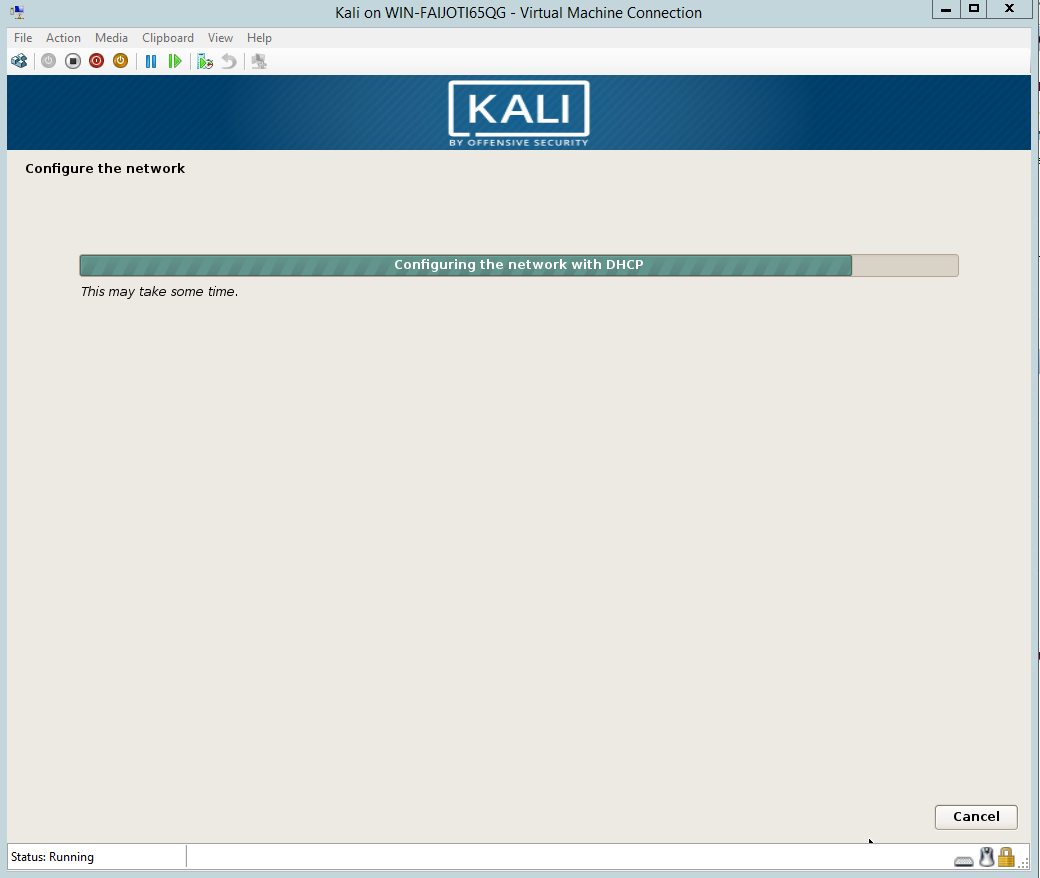 Kali on WIN-FAIJOTI65QG - Virtual Machine Connection
File Action Media Clipboard View Help
KALI
BY OFFENSIVE SECURITY
Configure the network
Configuring the network with DHCP
This may take some time.
Cancel
Status: Running